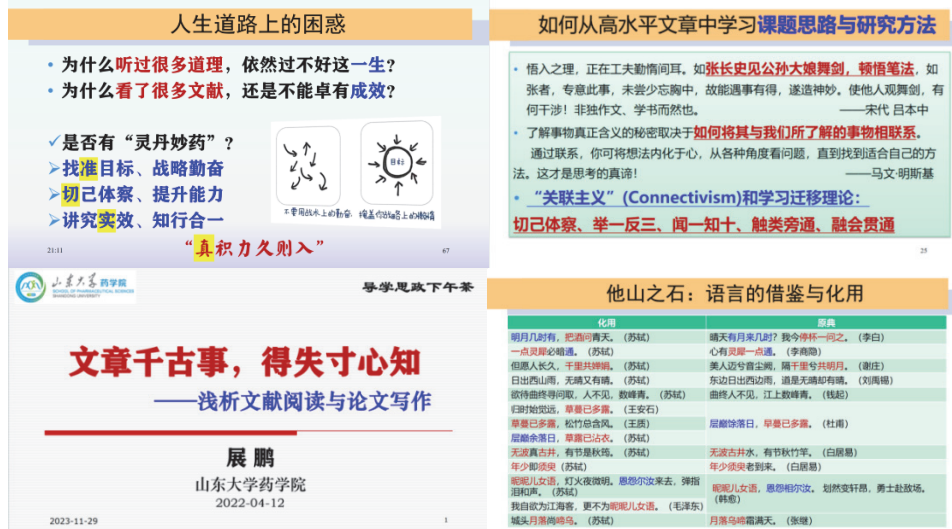 人生道路上的困惑
• 为什么听过很多道理，依然过不好这一生？
• 为什么看了很多文献，还是不能卓有成效？
✓是否有“灵丹妙药”？
➢找准目标、战略勤奋
➢切己体察、提升能力
➢讲究实效、知行合一
目标
不要用战术上的勤奋，掩盖你战略上的懒惰
“真积力久则入”
21:11
67
如何从高水平文章中学习课题思路与研究方法
• 悟入之理，正在工夫勤惰间耳。如张长史见公孙大娘舞剑，顿悟笔法，如
张者，专意此事，未尝少忘胸中，故能遇事有得，遂造神妙。使他人观舞剑，有
何干涉！非独作文、学书而然也。 ——宋代 吕本中
• 了解事物真正含义的秘密取决于如何将其与我们所了解的事物相联系。
通过联系，你可将想法内化于心，从各种角度看问题，直到找到适合自己的方
法。这才是思考的真谛！ ——马文·明斯基
• “关联主义”(Connectivism)和学习迁移理论：
切己体察、举一反三、闻一知十、触类旁通、融会贯通
25
山东大学药学院
SCHOOL OF PHARMACEUTICAL SCIENCES
SHANDONG UNIVERSITY
导学思政下午茶
文章千古事，得失寸心知
——浅析文献阅读与论文写作
展 鹏
山东大学药学院
2022-04-12
2023-11-29
1
他山之石：语言的借鉴与化用
化用 原典
明月几时有，把酒问青天。（苏轼） 晴天有月来几时？我今停杯一问之。（李白）
一点灵犀必暗通。（苏轼） 心有灵犀一点通。（李商隐）
但愿人长久，千里共婵娟。（苏轼） 美人迈兮音尘阙，隔千里兮共明月。（谢庄）
日出西山雨，无晴又有晴。（苏轼） 东边日出西边雨，道是无晴却有晴。（刘禹锡）
欲待曲终寻问取，人不见，数峰青。（苏轼） 曲终人不见，江上数峰青。（钱起）
归时始觉远，草蔓已多露。（王安石）
草蔓已多露，松竹总含风。（王质） 层巅馀落日，草蔓已多露。（杜甫）
层巅余落日，草露已沾衣。（苏轼）
无波真古井，有节是秋筠。（苏轼） 无波古井水，有节秋竹竿。（白居易）
年少即须臾（苏轼） 年少须臾老到来。（白居易）
昵昵儿女语，灯火夜微明。恩怨尔汝来去，弹指
泪和声。（苏轼） 昵昵儿女语，恩怨相尔汝。 划然变轩昂，勇士赴敌场。
（韩愈）
我自欲为江海客，更不为昵昵儿女语。（毛泽东）
城头月落尚啼乌。（苏轼） 月落乌啼霜满天。（张继）